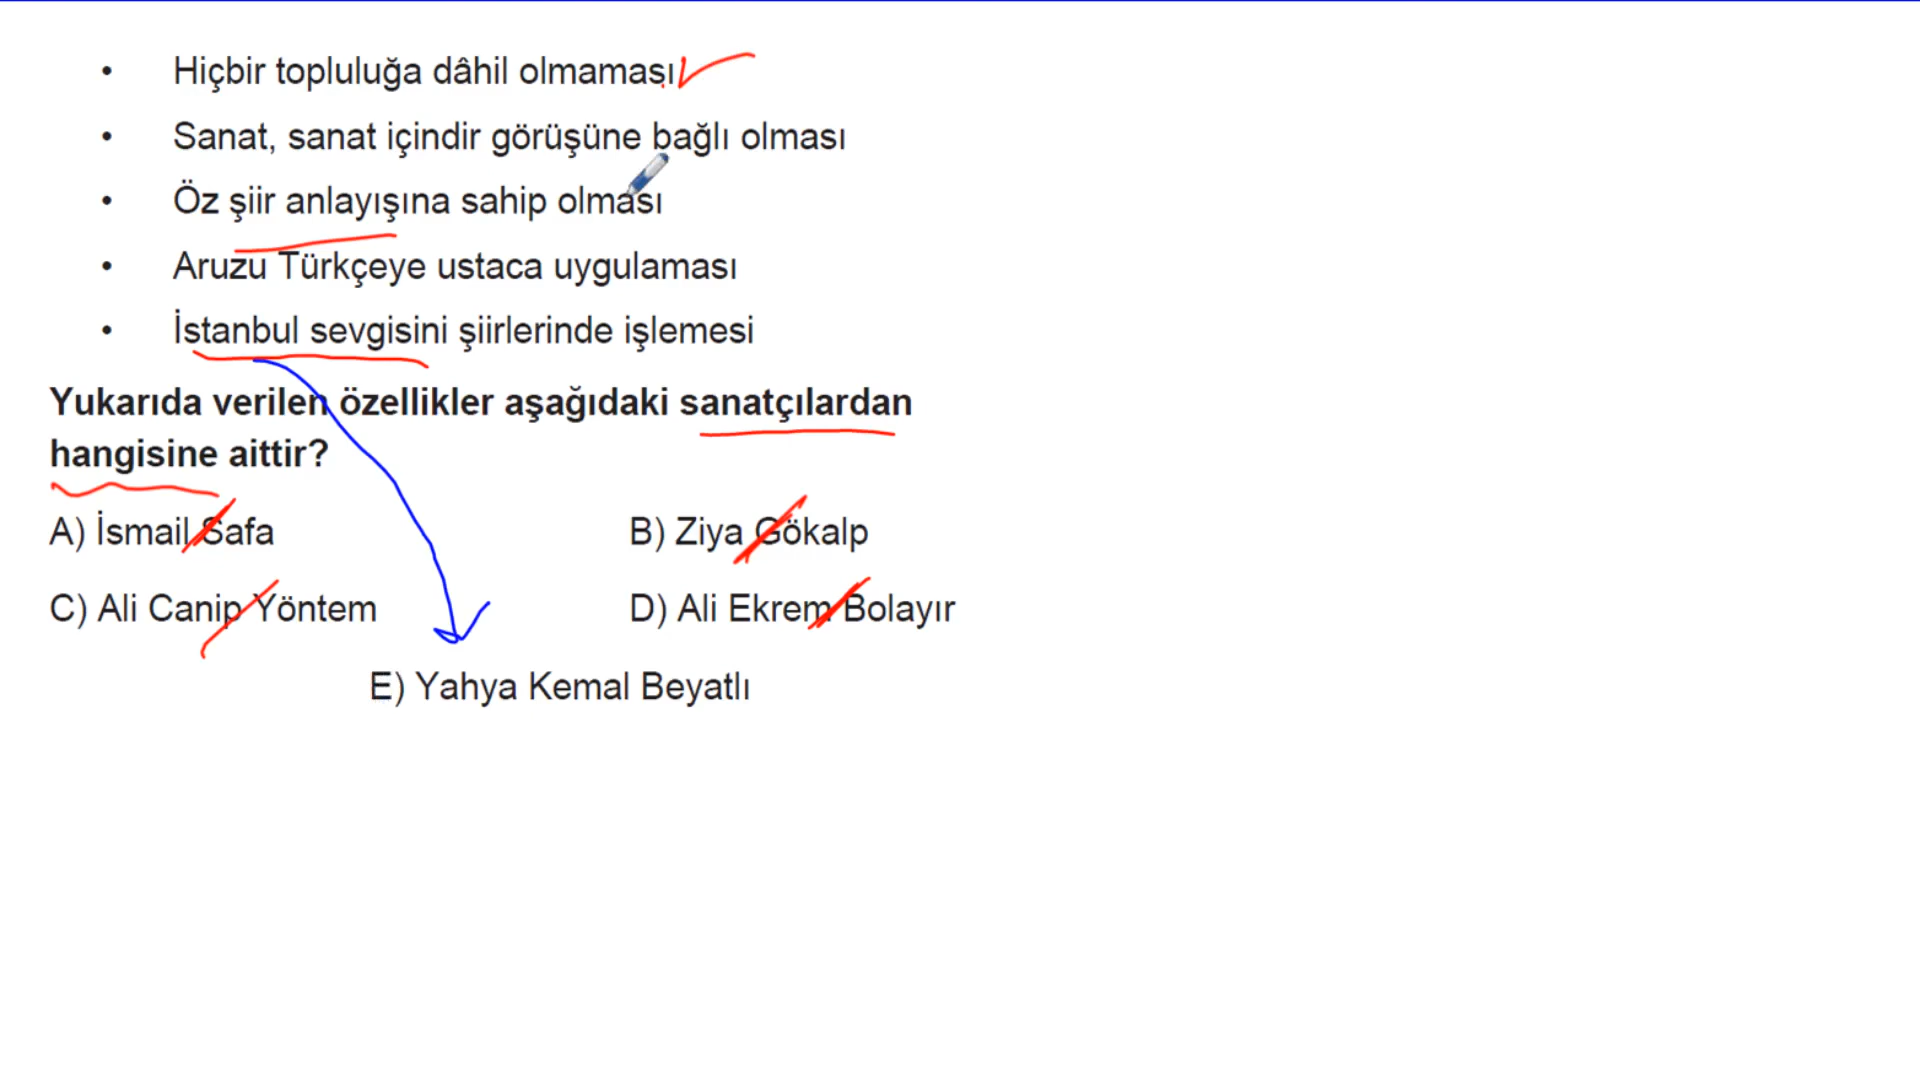 • Hiçbir topluluğa dâhil olmaması
• Sanat, sanat içindir görüşüne bağlı olması
• Öz şiir anlayışına sahip olması
• Aruzu Türkçeye ustaca uygulaması
• İstanbul sevgisini şiirlerinde işlemesi
Yukarıda verilen özellikler aşağıdaki sanatçılardan
hangisine aittir?
A) İsmail Safa B) Ziya Gökalp
C) Ali Canip Yöntem D) Ali Ekrem Bolayır
E) Yahya Kemal Beyatlı